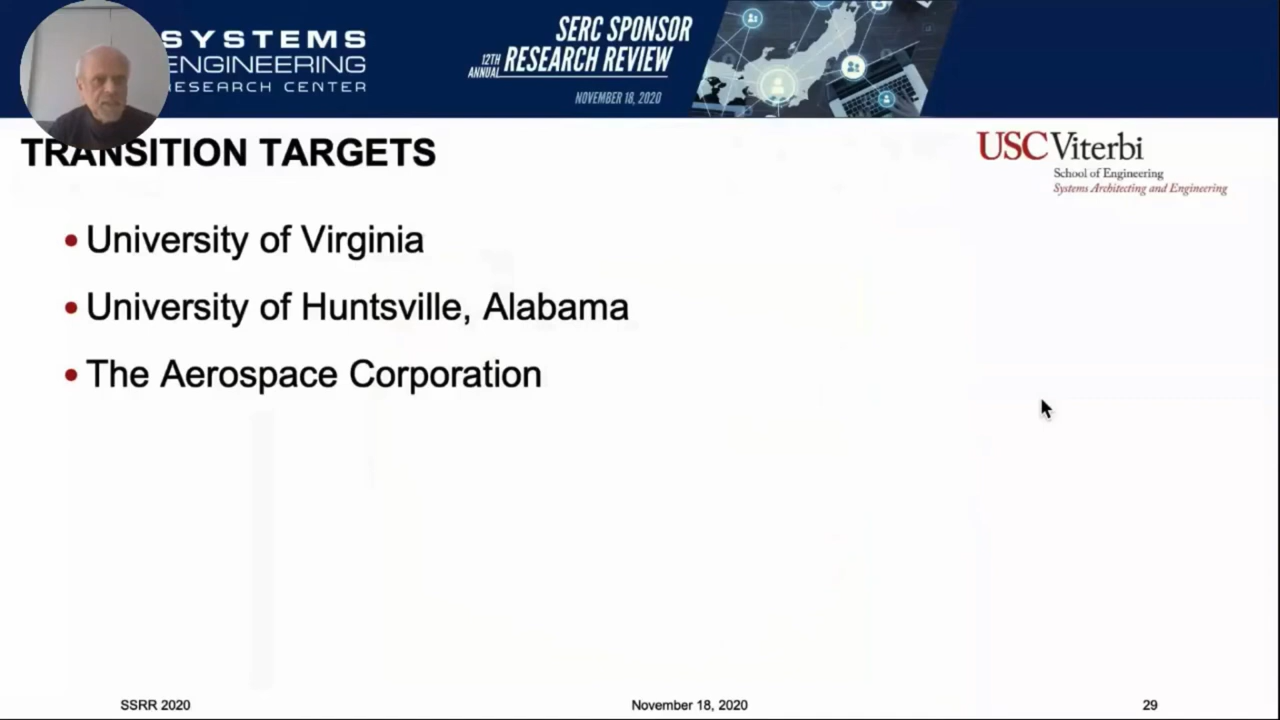 SYSTEMS
ENGINEERING
RESEARCH CENTER
SERC SPONSOR
12TH ANNUAL RESEARCH REVIEW
NOVEMBER 18, 2020
TRANSITION TARGETS
USC Viterbi
School of Engineering
Systems Architecting and Engineering
• University of Virginia
• University of Huntsville, Alabama
• The Aerospace Corporation
SSRR 2020
November 18, 2020
29